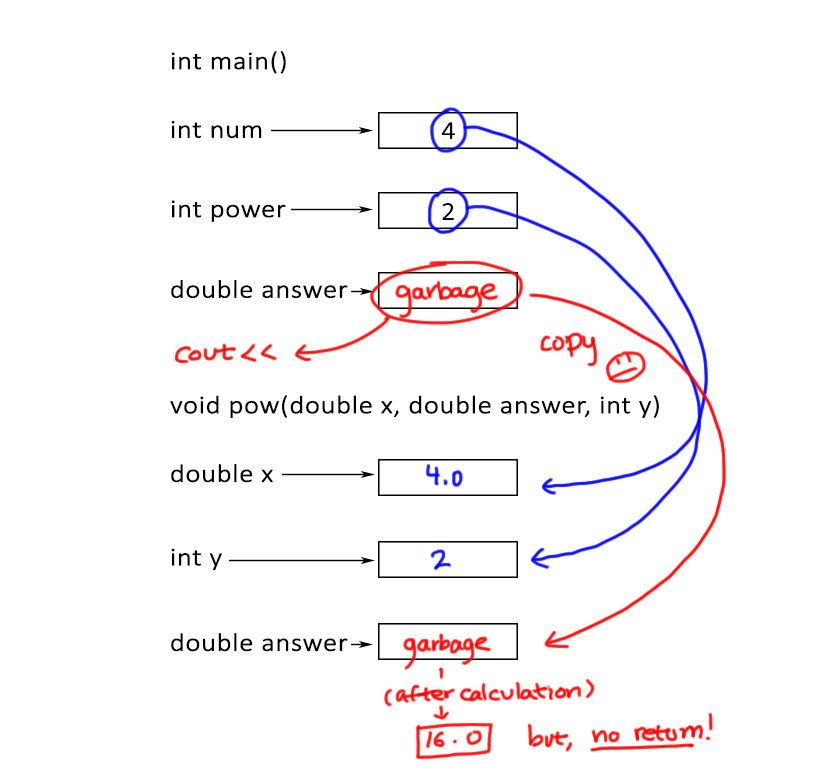 int main()
int num 4
int power 2
double answer garbage
cout<<
copy
void pow(double x, double answer, int y)
double x 4.0
int y 2
double answer garbage
(after calculation)
16.0 but, no return!